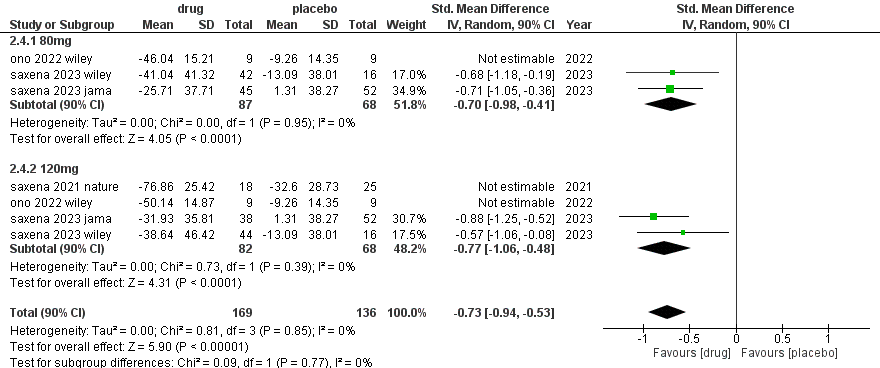 drug placebo Std. Mean Difference Std. Mean Difference
Study or Subgroup Mean SD Total Mean SD Total Weight IV, Random, 90% CI Year IV, Random, 90% CI
2.4.1 80mg
ono 2022 wiley -46.04 15.21 9 -9.26 14.35 9 Not estimable 2022
saxena 2023 wiley -41.04 41.32 42 -13.09 38.01 16 17.0% -0.68 [-1.18, -0.19] 2023
saxena 2023 jama -25.71 37.71 45 1.31 38.27 52 34.9% -0.71 [-1.05, -0.36] 2023
Subtotal (90% CI) 87 68 51.8% -0.70 [-0.98, -0.41]
Heterogeneity: Tau² = 0.00; Chi² = 0.00, df = 1 (P = 0.95); I² = 0%
Test for overall effect: Z = 4.05 (P < 0.0001)
2.4.2 120mg
saxena 2021 nature -76.86 25.42 18 -32.6 28.73 25 Not estimable 2021
ono 2022 wiley -50.14 14.87 9 -9.26 14.35 9 Not estimable 2022
saxena 2023 jama -31.93 35.81 38 1.31 38.27 52 30.7% -0.88 [-1.25, -0.52] 2023
saxena 2023 wiley -38.64 46.42 44 -13.09 38.01 16 17.5% -0.57 [-1.06, -0.08] 2023
Subtotal (90% CI) 82 68 48.2% -0.77 [-1.06, -0.48]
Heterogeneity: Tau² = 0.00; Chi² = 0.73, df = 1 (P = 0.39); I² = 0%
Test for overall effect: Z = 4.31 (P < 0.0001)
Total (90% CI) 169 136 100.0% -0.73 [-0.94, -0.53]
Heterogeneity: Tau² = 0.00; Chi² = 0.81, df = 3 (P = 0.85); I² = 0%
Test for overall effect: Z = 5.90 (P < 0.00001)
Test for subgroup differences: Chi² = 0.09, df = 1 (P = 0.77), I² = 0%
-1 -0.5 0 0.5 1
Favours [drug] Favours [placebo]